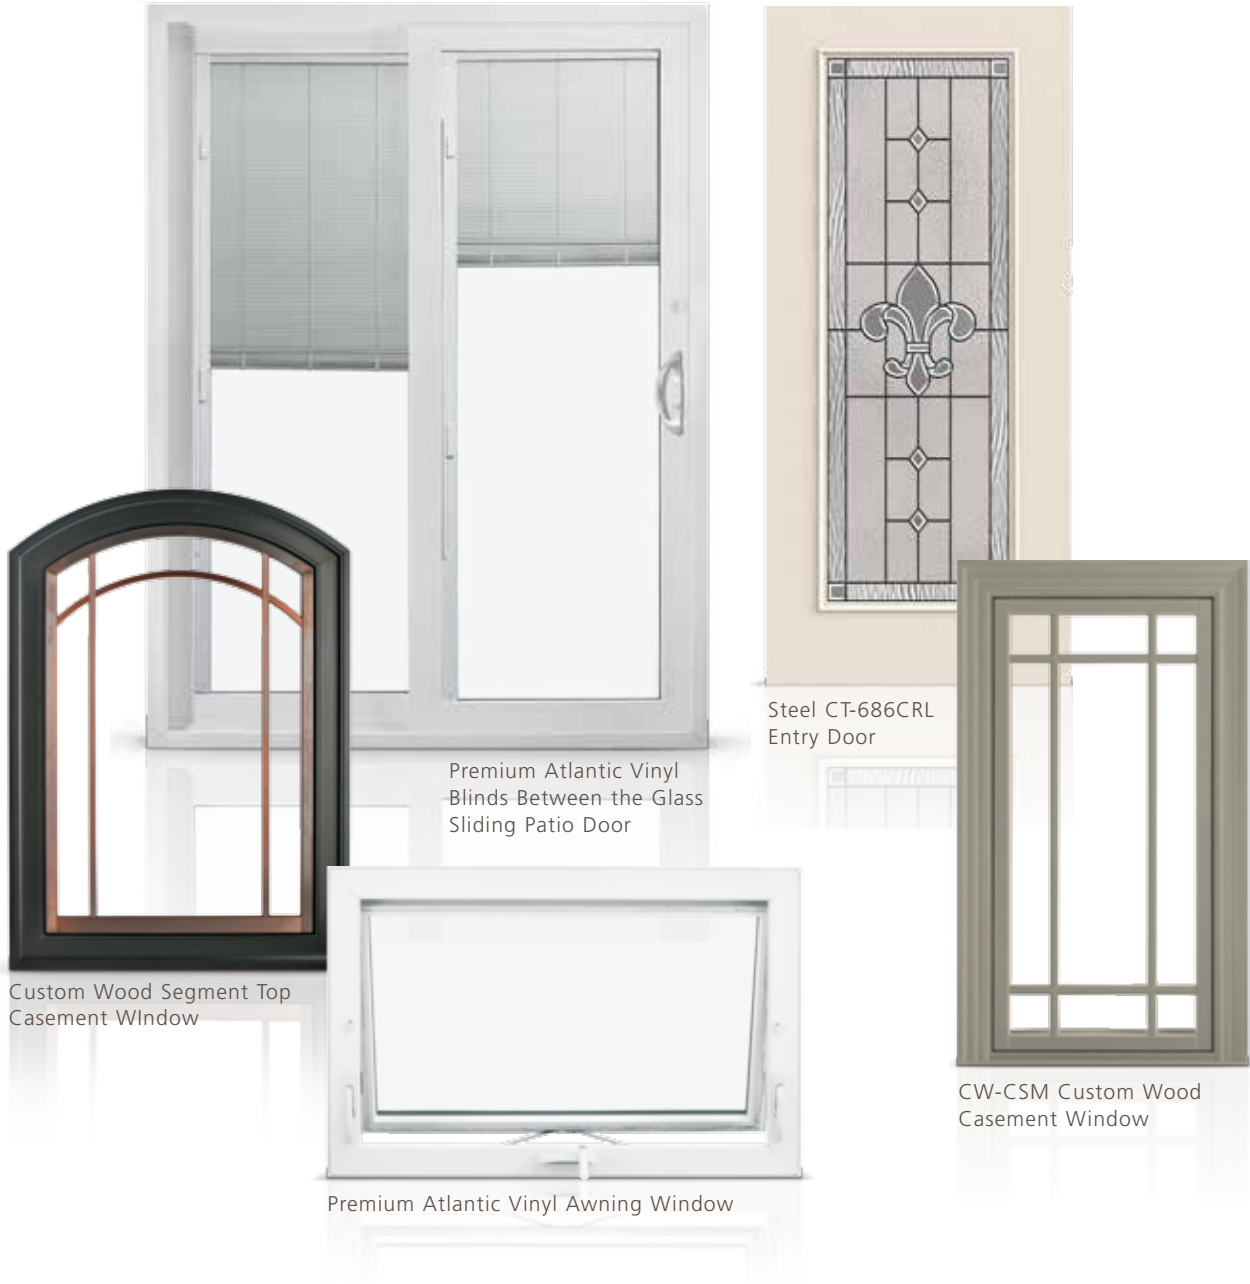 Steel CT-686CRL
Entry Door
Premium Atlantic Vinyl
Blinds Between the Glass
Sliding Patio Door
Custom Wood Segment Top
Casement WIndow
CW-CSM Custom Wood
Casement Window
Premium Atlantic Vinyl Awning Window